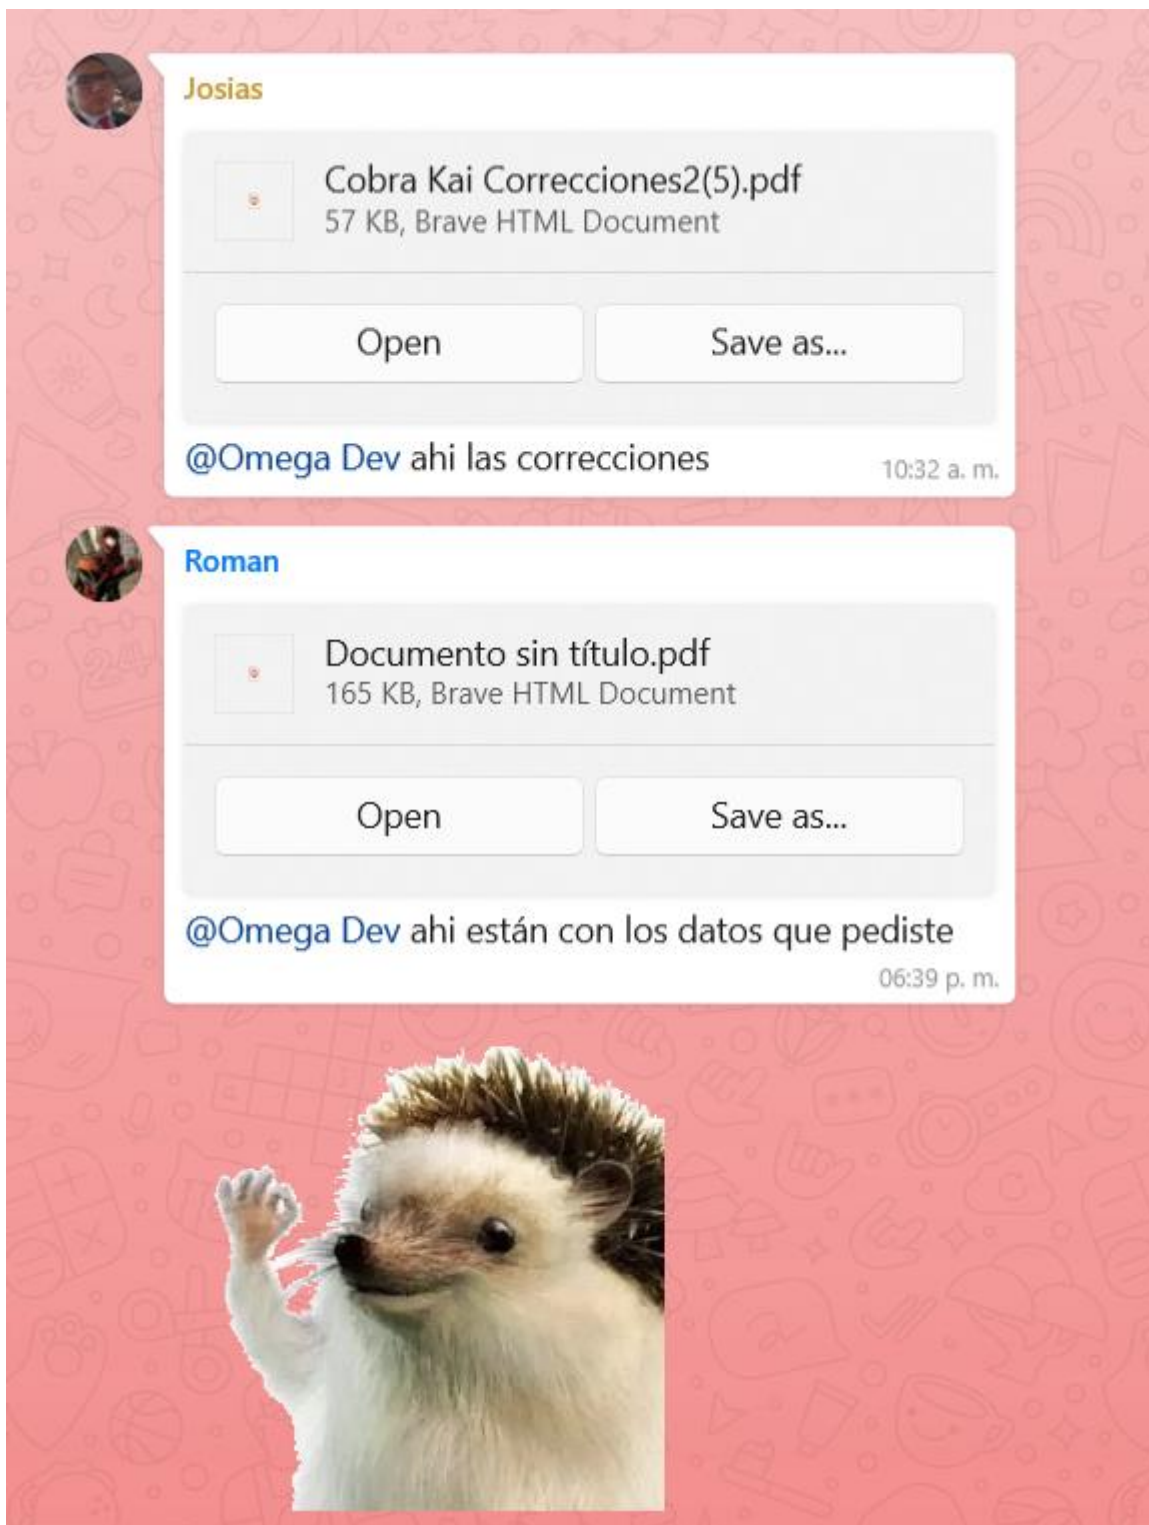 Josias
Cobra Kai Correcciones2(5).pdf
57 KB, Brave HTML Document
Open
Save as...
@Omega Dev ahi las correcciones
10:32 a. m.
Roman
Documento sin título.pdf
165 KB, Brave HTML Document
Open
Save as...
@Omega Dev ahi están con los datos que pediste
06:39 p. m.